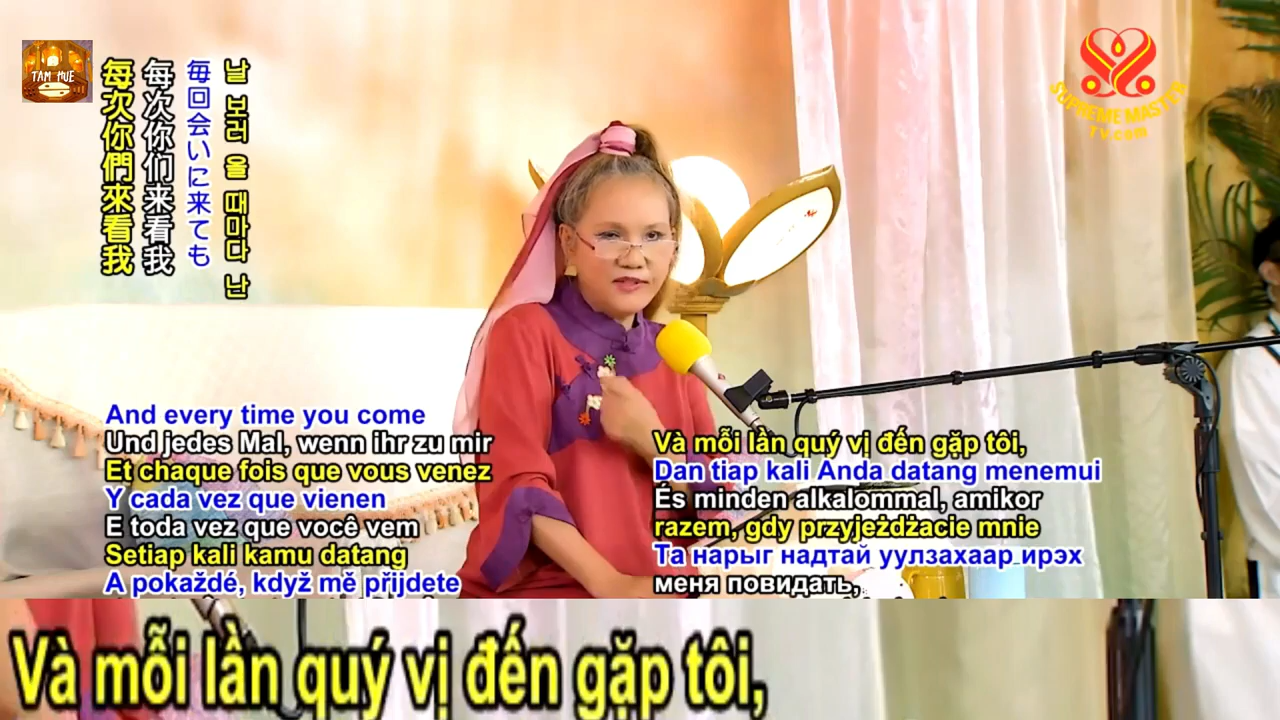 TAM HUE
每次你們來看我
每次你们来看我
毎回会いに来ても
날 보러 올 때마다 난
SUPREME MASTER
TV.com
And every time you come
Und jedes Mal, wenn ihr zu mir
Et chaque fois que vous venez
Y cada vez que vienen
E toda vez que você vem
Setiap kali kamu datang
A pokaždé, když mě přijdete
Và mỗi lần quý vị đến gặp tôi,
Dan tiap kali Anda datang menemui
És minden alkalommal, amikor
razem, gdy przyjeżdżacie mnie
Та нарыг надтай уулзахаар ирэх
меня повидать,
Và mỗi lần quý vị đến gặp tôi,